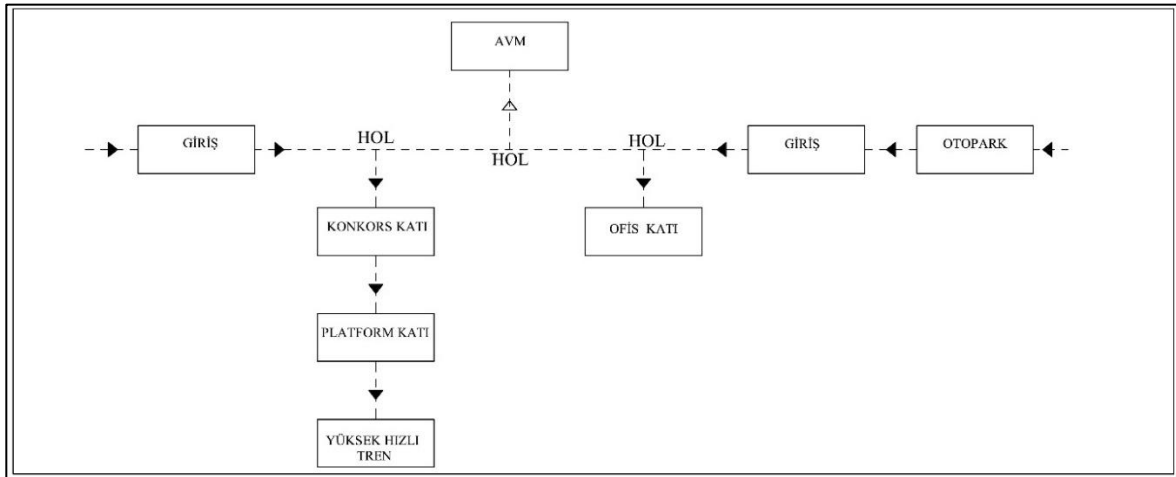 AVM
GİRİŞ
HOL
HOL
HOL
GİRİŞ
OTOPARK
KONKORS KATI
OFİS KATI
PLATFORM KATI
YÜKSEK HIZLI
TREN